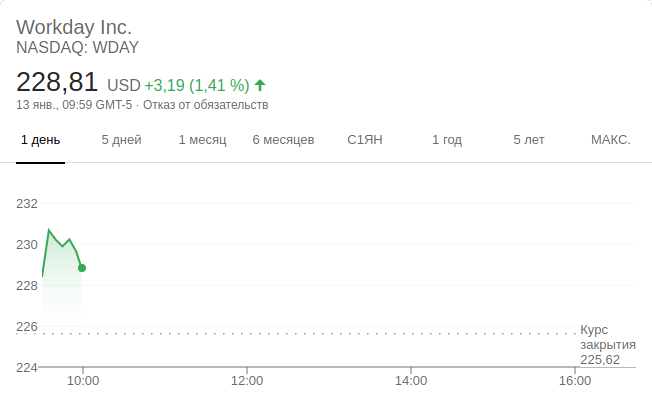 Workday Inc.
NASDAQ: WDAY
228,81 USD +3,19 (1,41 %)
13 янв., 09:59 GMT-5 · Отказ от обязательств
1 день 5 дней 1 месяц 6 месяцев С1ЯН 1 год 5 лет МАКС.
232
230
228
226
Курс
закрытия
225,62
224
10:00 12:00 14:00 16:00